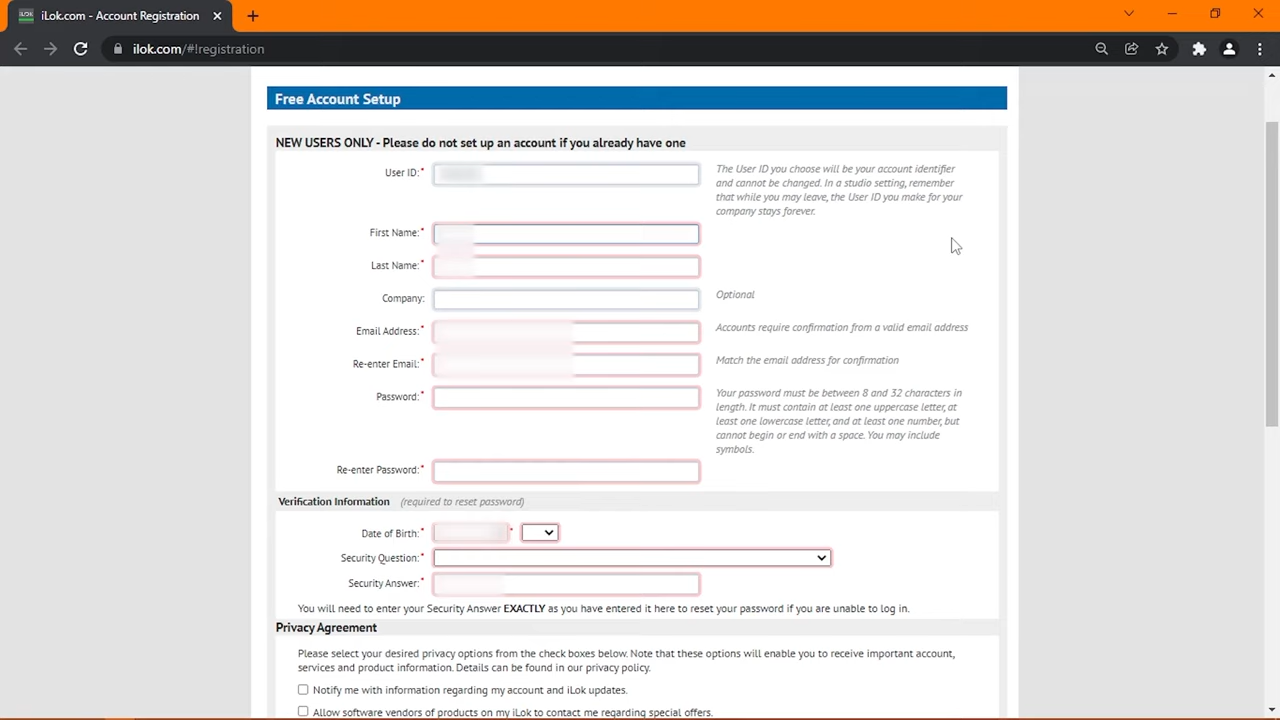 iLok.com - Account Registration
ilok.com/#!registration
Free Account Setup
NEW USERS ONLY - Please do not set up an account if you already have one
User ID:*
The User ID you choose will be your account identifier
and cannot be changed. In a studio setting, remember
that while you may leave, the User ID you make for your
company stays forever.
First Name:*
Last Name:*
Company:
Optional
Email Address:*
Accounts require confirmation from a valid email address
Re-enter Email:*
Match the email address for confirmation
Password:*
Your password must be between 8 and 32 characters in
length. It must contain at least one uppercase letter, at
least one lowercase letter, and at least one number, but
cannot begin or end with a space. You may include
symbols.
Re-enter Password:*
Verification Information (required to reset password)
Date of Birth:* *
Security Question:*
Security Answer:*
You will need to enter your Security Answer EXACTLY as you have entered it here to reset your password if you are unable to log in.
Privacy Agreement
Please select your desired privacy options from the check boxes below. Note that these options will enable you to receive important account,
services and product information. Details can be found in our privacy policy.
Notify me with information regarding my account and iLok updates.
Allow software vendors of products on my iLok to contact me regarding special offers.